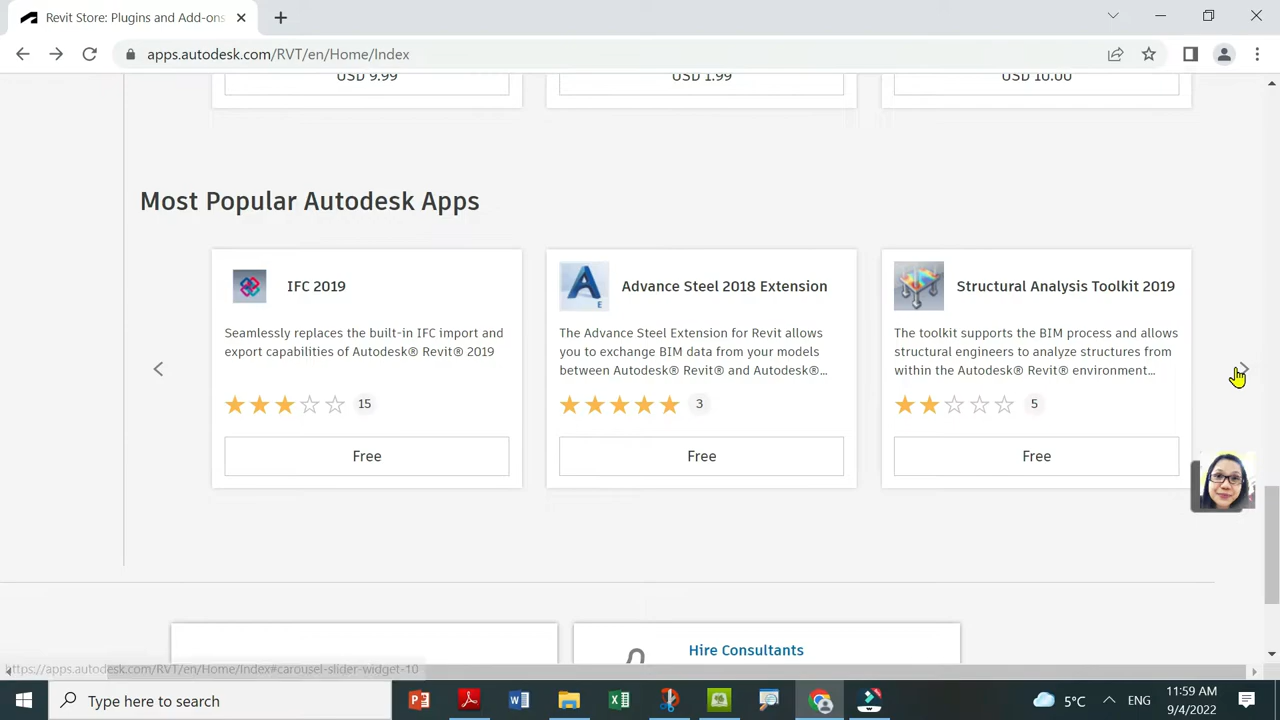 Revit Store: Plugins and Add-ons
apps.autodesk.com/RVT/en/Home/Index
USD 9.99
USD 1.99
USD 10.00
Most Popular Autodesk Apps
IFC 2019
Seamlessly replaces the built-in IFC import and
export capabilities of Autodesk® Revit® 2019
15
Free
Advance Steel 2018 Extension
The Advance Steel Extension for Revit allows
you to exchange BIM data from your models
between Autodesk® Revit® and Autodesk®...
3
Free
Structural Analysis Toolkit 2019
The toolkit supports the BIM process and allows
structural engineers to analyze structures from
within the Autodesk® Revit® environment...
5
Free
Hire Consultants
https://apps.autodesk.com/RVT/en/Home/Index#carousel-slider-widget-10
Type here to search
5°C
ENG
11:59 AM
9/4/2022